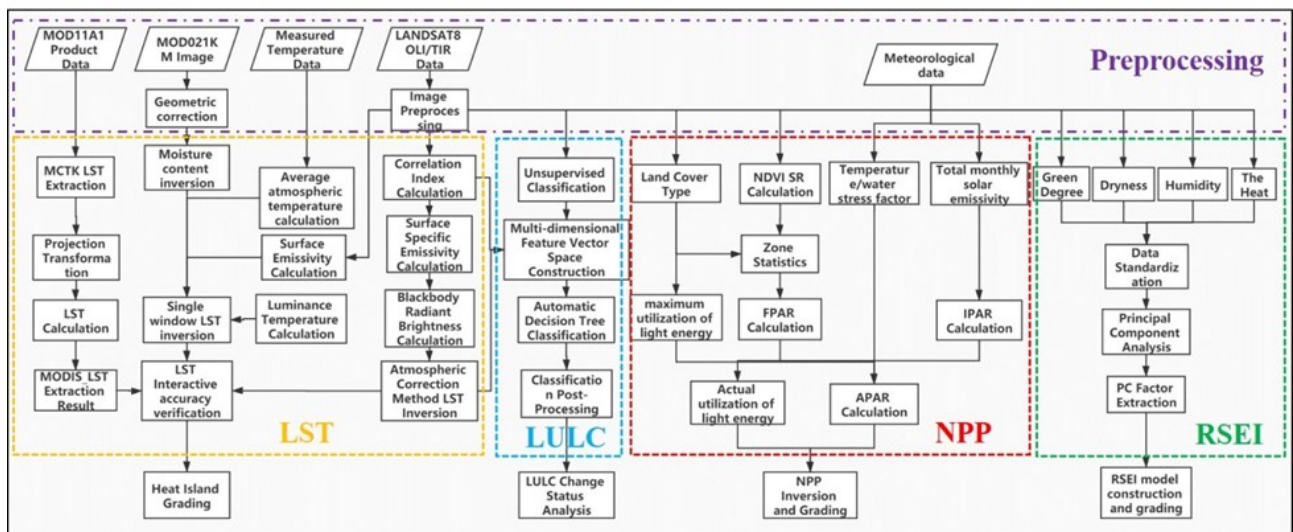 MOD11A1
Product
Data
MOD021K
M Image
Measured
Temperature
Data
LANDSAT8
OLI/TIR
Data
Meteorological
data
Preprocessing
Geometric
correction
Image
Preproces
sing
MCTK LST
Extraction
Moisture
content
inversion
Average
atmospheric
temperature
calculation
Correlation
Index
Calculation
Unsupervised
Classification
Land Cover
Type
NDVI SR
Calculation
Temperatur
e/water
stress factor
Total monthly
solar
emissivity
Green
Degree
Dryness
Humidity
The
Heat
Projection
Transforma
tion
Surface
Emissivity
Calculation
Surface
Specific
Emissivity
Calculation
Multi-dimensional
Feature Vector
Space
Construction
Zone
Statistics
Data
Standardiz
ation
LST
Calculation
Single
window LST
inversion
Luminance
Temperature
Calculation
Blackbody
Radiant
Brightness
Calculation
Automatic
Decision Tree
Classification
maximum
utilization of
light energy
FPAR
Calculation
IPAR
Calculation
Principal
Component
Analysis
MODIS_LST
Extraction
Result
LST
Interactive
accuracy
verification
Atmospheric
Correction
Method LST
Inversion
Classificatio
n Post-
Processing
Actual
utilization of
light energy
APAR
Calculation
PC Factor
Extraction
LST
LULC
NPP
RSEI
Heat Island
Grading
LULC Change
Status
Analysis
NPP
Inversion
and Grading
RSEI model
construction
and grading